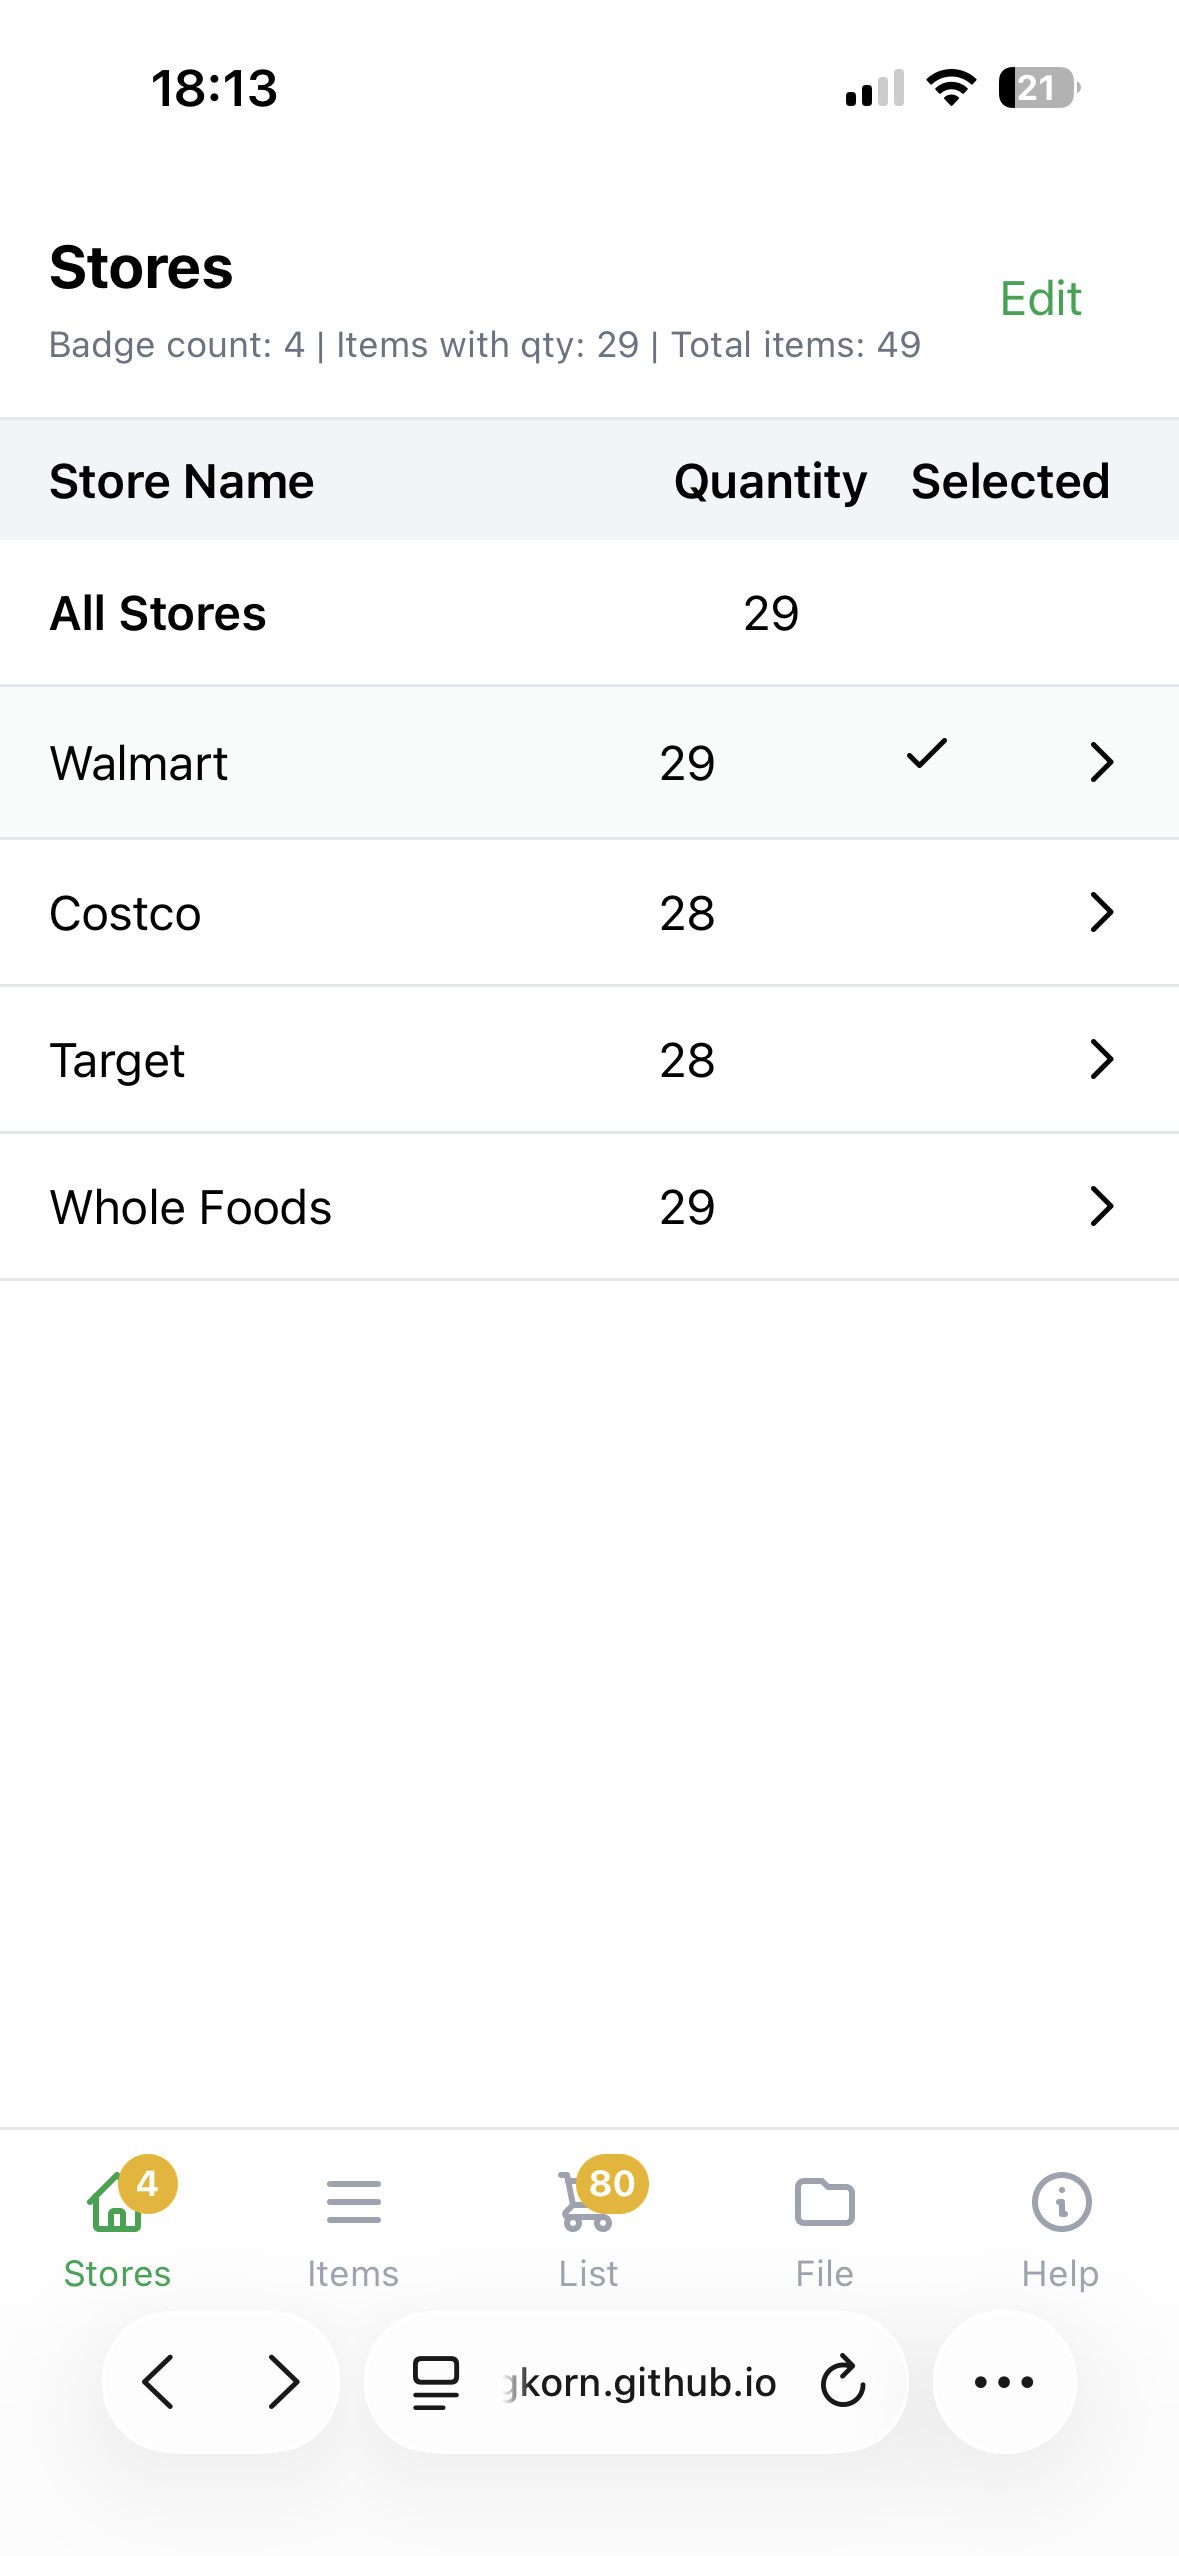 18:13
21
Stores
Edit
Badge count: 4 | Items with qty: 29 | Total items: 49
Store Name Quantity Selected
All Stores 29
Walmart 29
Costco 28
Target 28
Whole Foods 29
4 80
Stores Items List File Help
gkorn.github.io